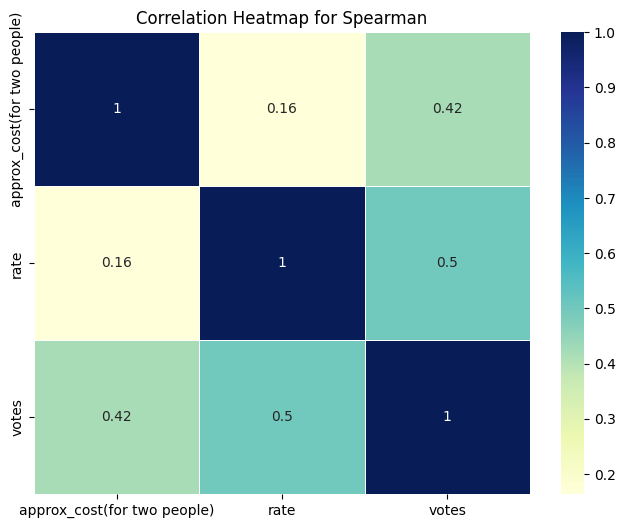 Correlation Heatmap for Spearman
approx_cost(for two people)
1
0.16
0.42
rate
0.16
1
0.5
votes
0.42
0.5
1
approx_cost(for two people)
rate
votes
1.0
0.9
0.8
0.7
0.6
0.5
0.4
0.3
0.2